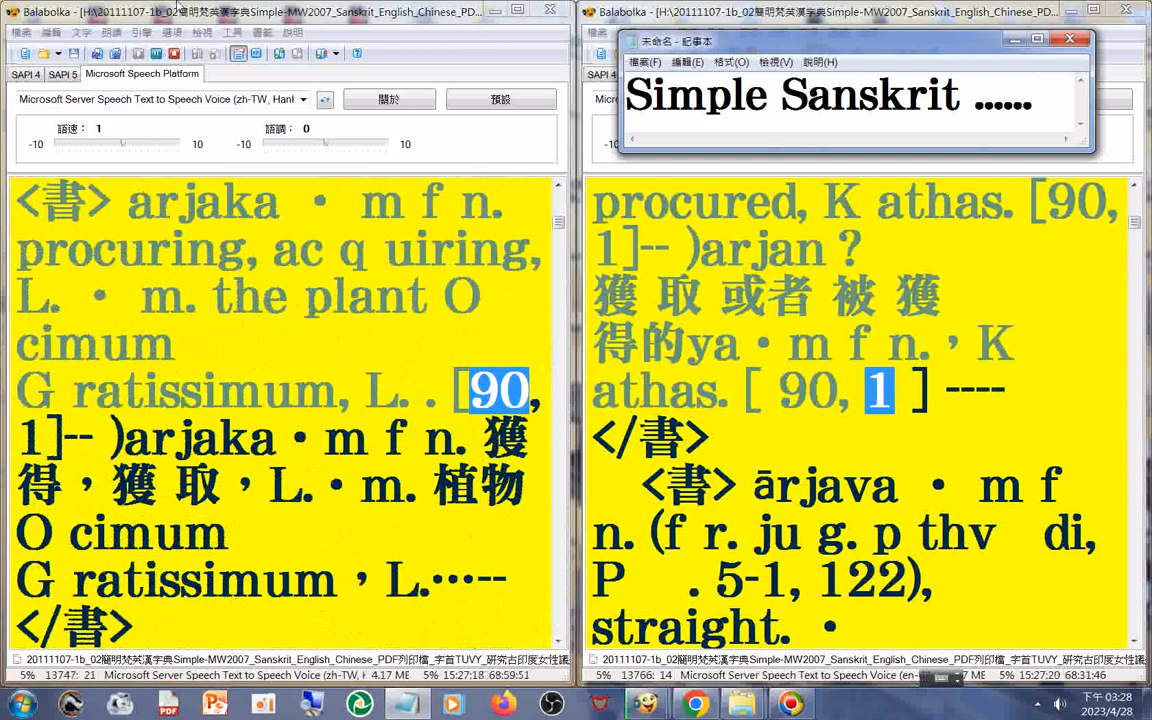 Balabolka - [H:\20111107-1b_02簡明梵英漢字典Simple-MW2007_Sanskrit_English_Chinese_PD...
檔案 編輯 文字 朗讀 引擎 選項 檢視 工具 書籤 說明
SAPI 4 SAPI 5 Microsoft Speech Platform
Microsoft Server Speech Text to Speech Voice (zh-TW, Hanl 關於 預設
語速： 1 語調： 0
-10 10 -10 10
<書> arjaka • m f n.
procuring, ac q uiring,
L. • m. the plant O
cimum
G ratissimum, L. . [90,
1]-- )arjaka • m f n. 獲
得，獲 取，L. • m. 植物
O cimum
G ratissimum，L.…--
</書>
20111107-1b_02簡明梵英漢字典Simple-MW2007_Sanskrit_English_Chinese_PDF列印檔_字首TUVY_研究古印度女性議
5% 13747: 21 Microsoft Server Speech Text to Speech Voice (zh-TW, H 4.17 ME 15:27:18 68:59:51
Balabolka - [H:\20111107-1b_02簡明梵英漢字典Simple-MW2007_Sanskrit_English_Chinese_PD...
檔案
SAPI 4
Micr
-10
未命名 - 記事本
檔案(F) 編輯(E) 格式(O) 檢視(V) 說明(H)
Simple Sanskrit ......
procured, K athas. [90,
1]-- )arjan ?
獲 取 或者 被 獲
得的ya • m f n.，K
athas. [ 90, 1 ] ----
</書>
<書> ārjava • m f
n. (f r. ju g. p thv di,
P . 5-1, 122),
straight. •
20111107-1b_02簡明梵英漢字典Simple-MW2007_Sanskrit_English_Chinese_PDF列印檔_字首TUVY_研究古印度女性議
5% 13766: 14 Microsoft Server Speech Text to Speech Voice (en- 4.17 ME 15:27:20 68:31:46
下午 03:28
2023/4/28